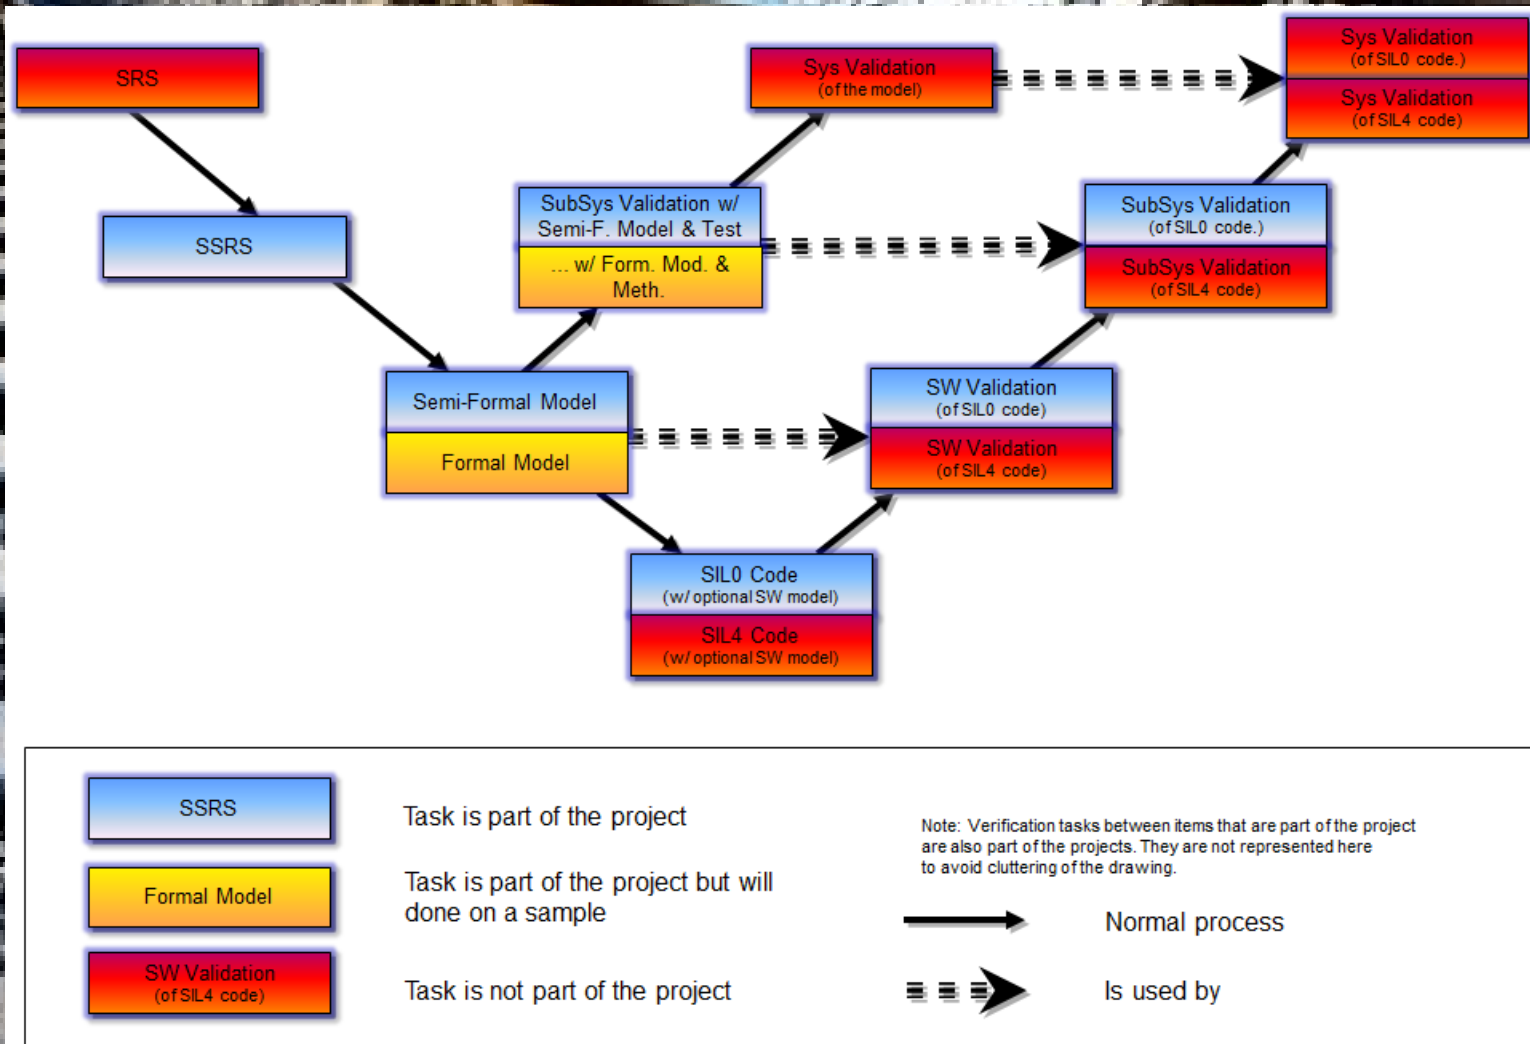 SRS
Sys Validation
(of the model)
Sys Validation
(of SIL0 code.)
Sys Validation
(of SIL4 code)
SSRS
SubSys Validation w/
Semi-F. Model & Test
... w/ Form. Mod. &
Meth.
SubSys Validation
(of SIL0 code.)
SubSys Validation
(of SIL4 code)
Semi-Formal Model
Formal Model
SW Validation
(of SIL0 code)
SW Validation
(of SIL4 code)
SIL0 Code
(w/ optional SW model)
SIL4 Code
(w/ optional SW model)
SSRS
Task is part of the project
Formal Model
Task is part of the project but will
done on a sample
SW Validation
(of SIL4 code)
Task is not part of the project
Note: Verification tasks between items that are part of the project
are also part of the projects. They are not represented here
to avoid cluttering of the drawing.
Normal process
Is used by